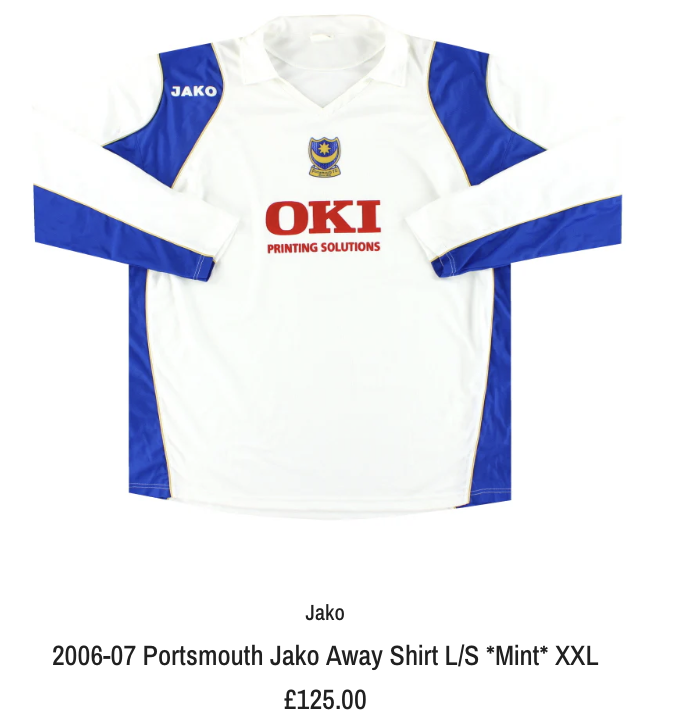 JAKO
OKI
PRINTING SOLUTIONS
Jako
2006-07 Portsmouth Jako Away Shirt L/S *Mint* XXL
£125.00